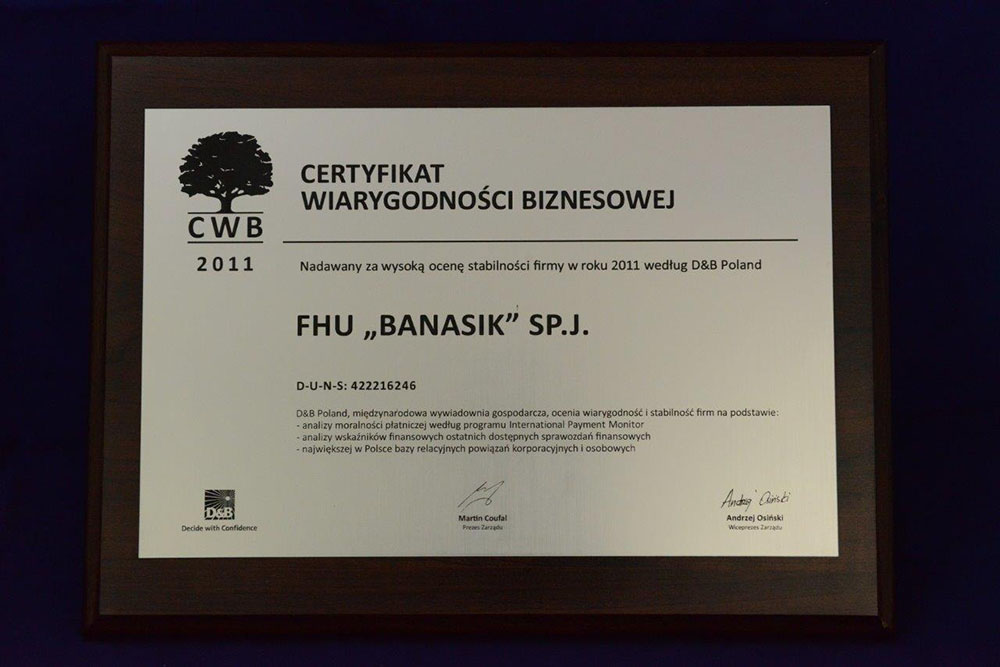 CERTYFIKAT
WIARYGODNOŚCI BIZNESOWEJ
CWB
2011
Nadawany za wysoką ocenę stabilności firmy w roku 2011 według D&B Poland
FHU „BANASIK” SP.J.
D-U-N-S: 422216246
D&B Poland, międzynarodowa wywiadownia gospodarcza, ocenia wiarygodność i stabilność firm na podstawie:
- analizy moralności płatniczej według programu International Payment Monitor
- analizy wskaźników finansowych ostatnich dostępnych sprawozdań finansowych
- największej w Polsce bazy relacyjnych powiązań korporacyjnych i osobowych
D&B
Decide with Confidence
Martin Coufal
Prezes Zarządu
Andrzej Osiński
Andrzej Osiński
Wiceprezes Zarządu